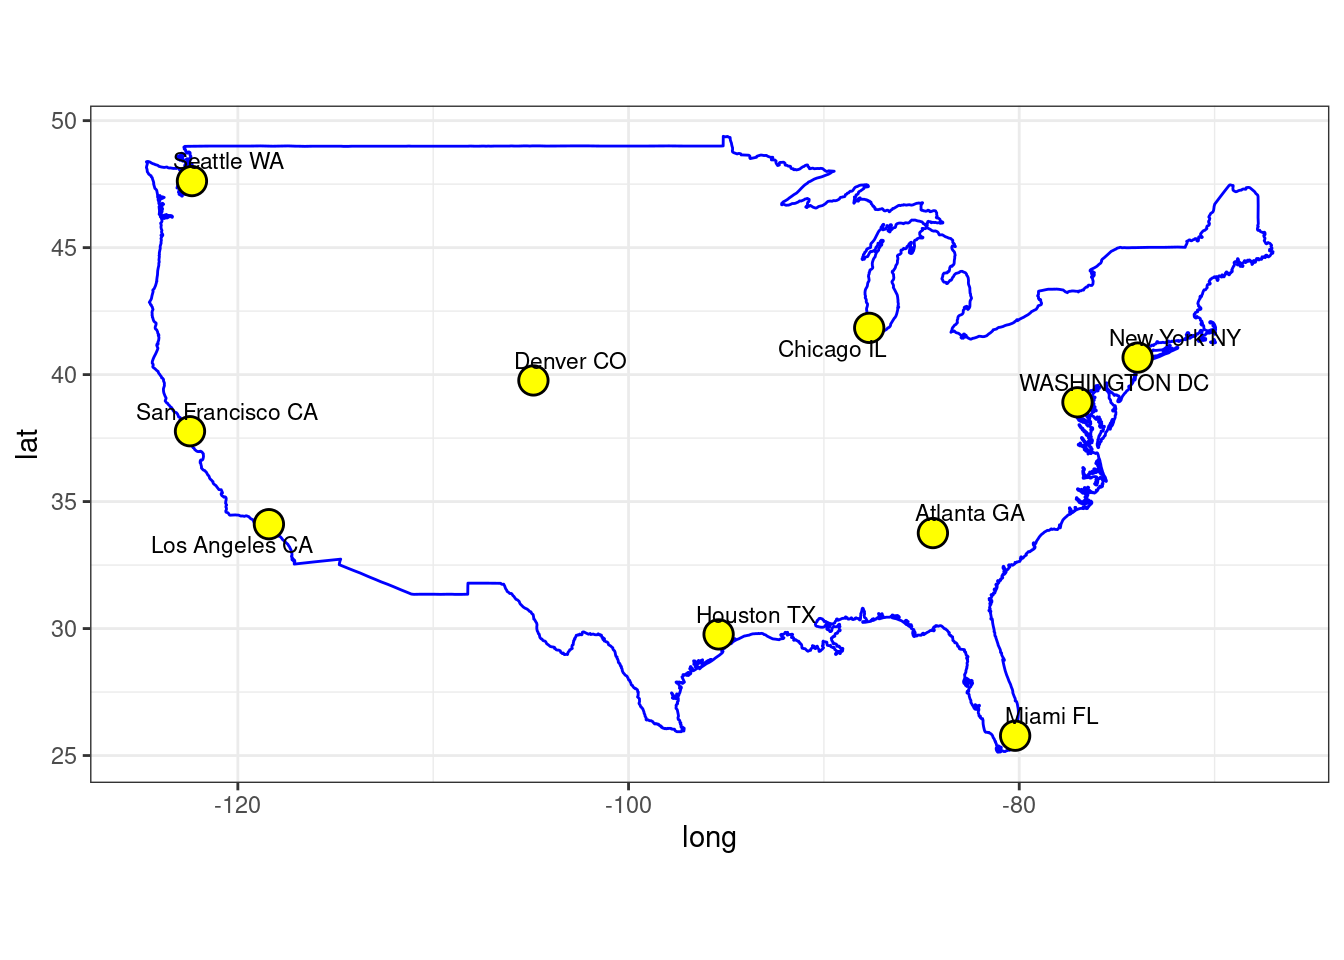 50
Seattle WA
45
New York NY
Chicago IL
Denver CO
40
WASHINGTON DC
San Francisco CA
lat
35
Atlanta GA
Los Angeles CA
30
Houston TX
Miami FL
25
-120
-100
-80
long